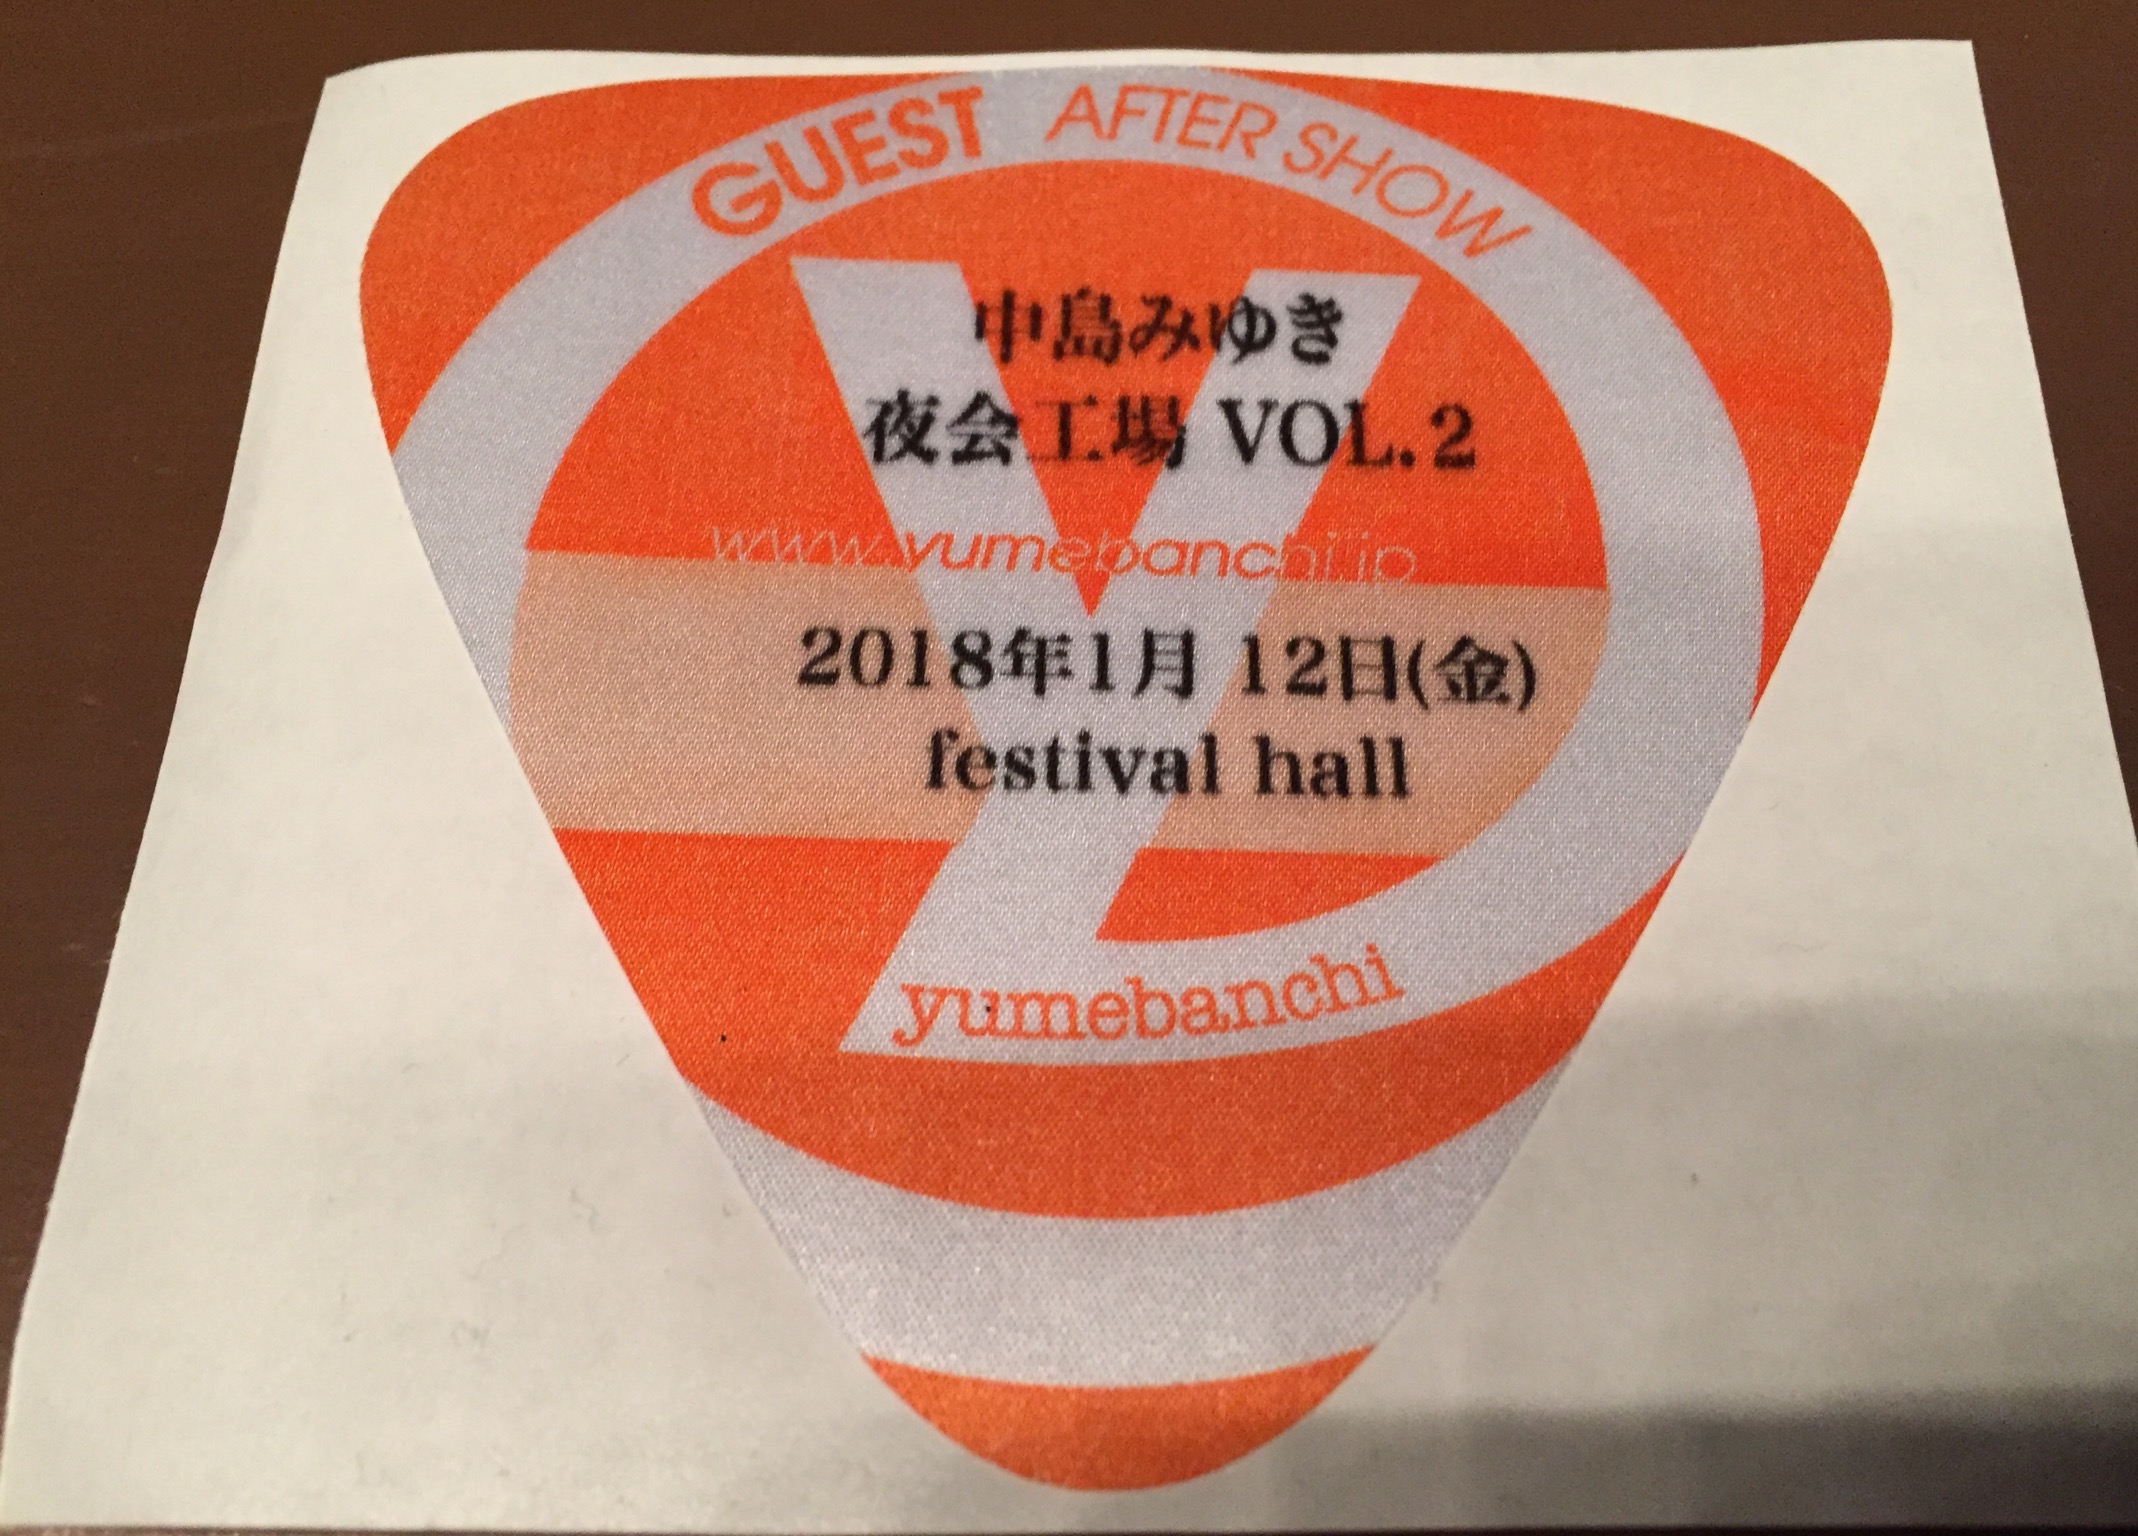 GUEST AFTER SHOW
中島みゆき
夜会工場 VOL.2
www.yumebanchi.jp
2018年1月12日(金)
festival hall
yumebanchi